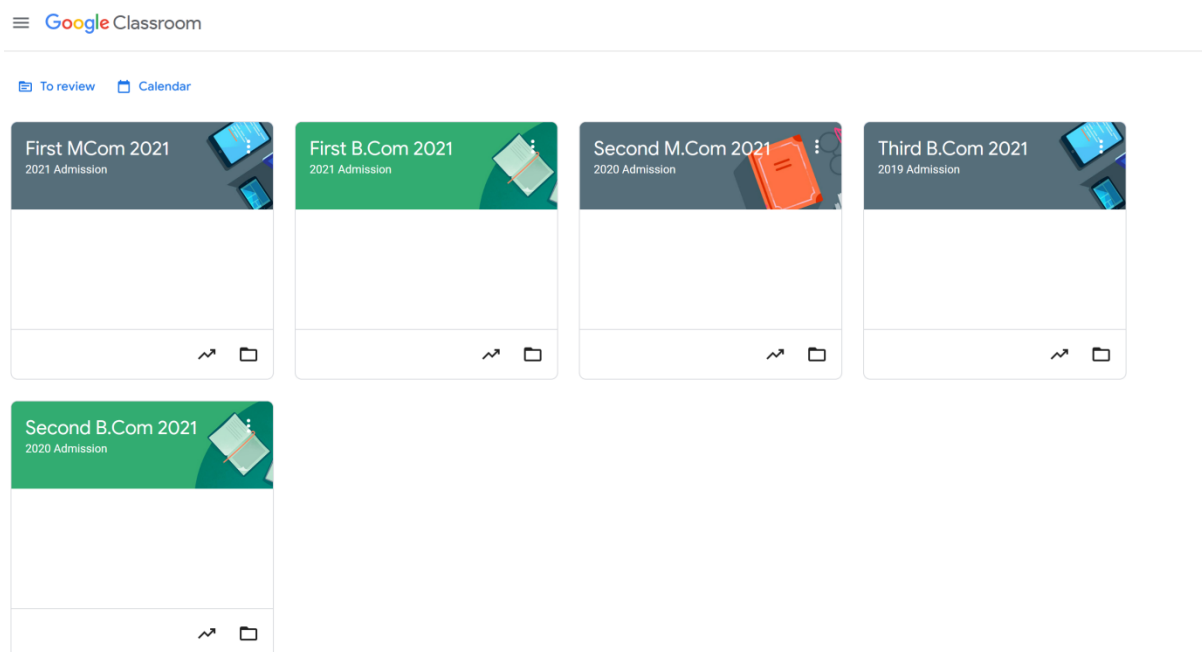 Google Classroom
To review Calendar
First MCom 2021
2021 Admission
First B.Com 2021
2021 Admission
Second M.Com 2021
2020 Admission
Third B.Com 2021
2019 Admission
Second B.Com 2021
2020 Admission